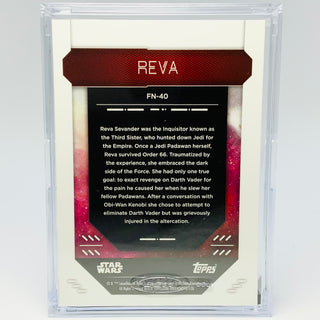 REVA
FN-40
Reva Sevander was the Inquisitor known as
the Third Sister, who hunted down Jedi for
the Empire. Once a Jedi Padawan herself,
Reva survived Order 66. Traumatized by
the experience, she embraced the dark
side of the Force. She had only one true
goal: to exact revenge on Darth Vader for
the pain he caused her when he slew her
fellow Padawans. After a conversation with
Obi-Wan Kenobi she chose to attempt to
eliminate Darth Vader but was grievously
injured in the altercation.
STAR WARS
Topps